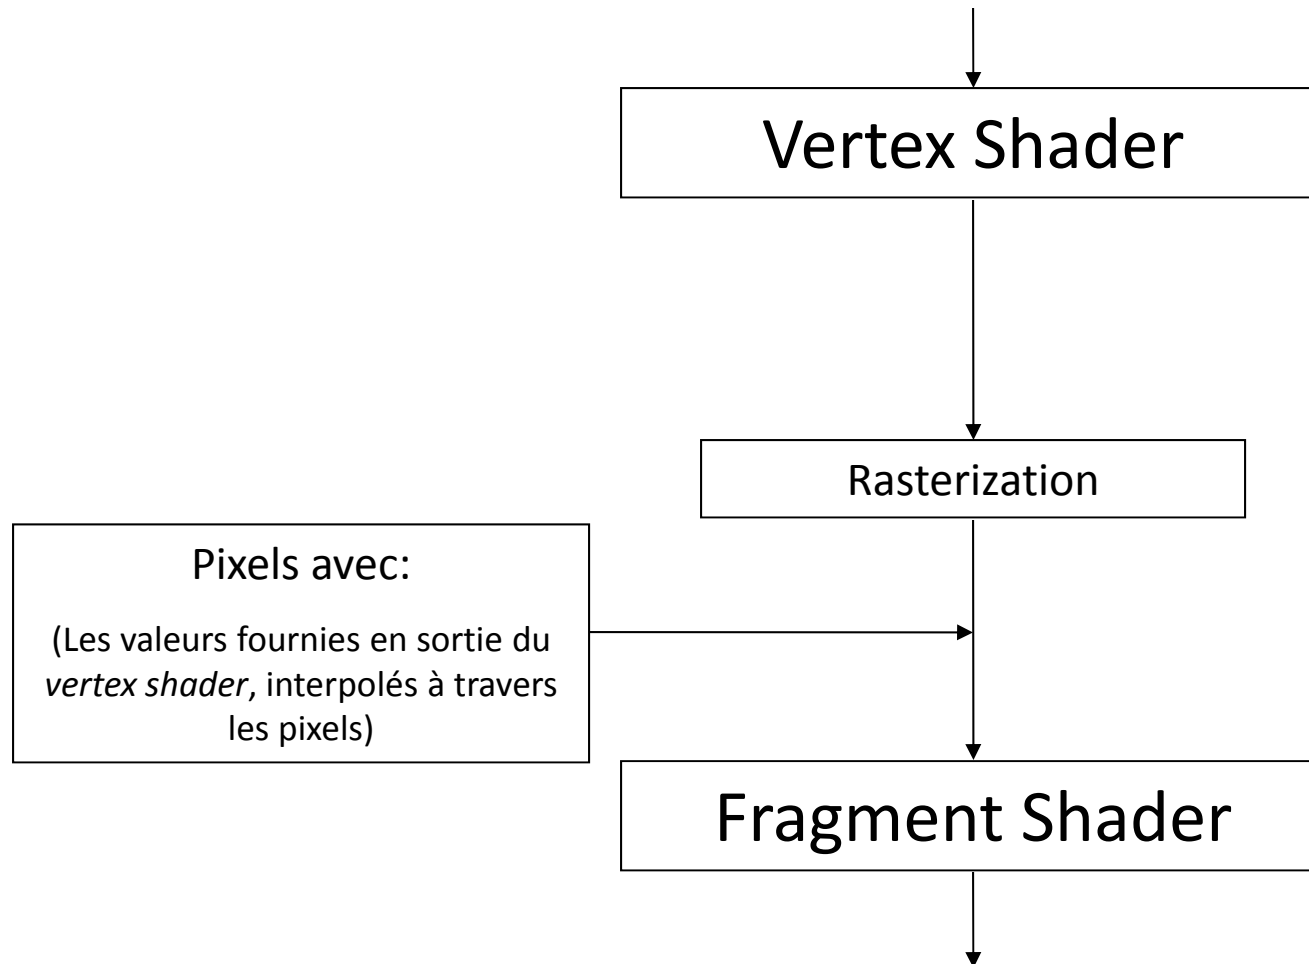 Vertex Shader
Rasterization
Pixels avec:
(Les valeurs fournies en sortie du
vertex shader, interpolés à travers
les pixels)
Fragment Shader